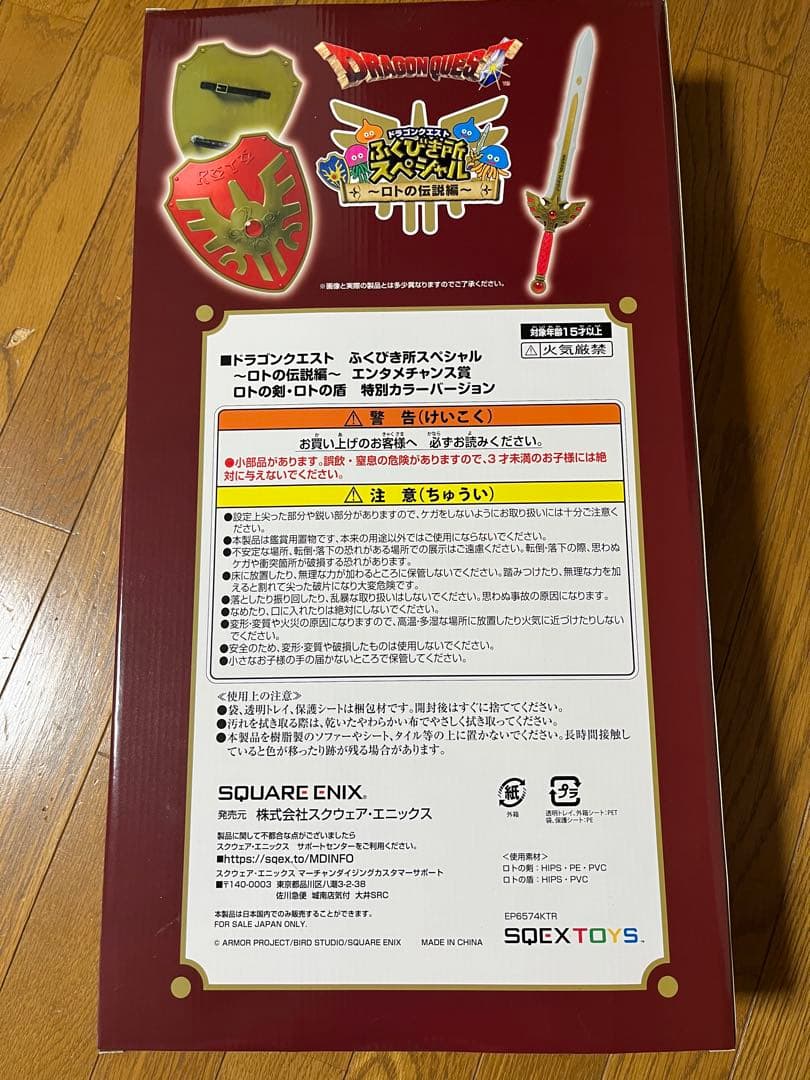 DRAGON QUEST™
ドラゴンクエスト
ふくびき所
スペシャル
～ロトの伝説編～
※画像と実際の製品とは多少異なりますのでご了承ください。
対象年齢15才以上
⚠火気厳禁
■ドラゴンクエスト ふくびき所スペシャル
～ロトの伝説編～ エンタメチャンス賞
ロトの剣・ロトの盾 特別カラーバージョン
⚠ 警 告(けいこく)
お買い上げのお客様へ 必ずお読みください。
●小部品があります。誤飲・窒息の危険がありますので、3才未満のお子様には絶
対に与えないでください。
⚠ 注 意(ちゅうい)
●設定上尖った部分や鋭い部分がありますので、ケガをしないようにお取り扱いには十分ご注意く
ださい。
●本製品は鑑賞用置物です、本来の用途以外ではご使用にならないでください。
●不安定な場所、転倒・落下の恐れがある場所での展示はご遠慮ください。転倒・落下の際、思わぬ
ケガや衝突箇所が破損する恐れがあります。
●床に放置したり、無理な力が加わるところに保管しないでください。踏みつけたり、無理な力を加
えると割れて尖った破片になり大変危険です。
●落としたり振り回したり、乱暴な取り扱いはしないでください。思わぬ事故の原因になります。
●なめたり、口に入れたりは絶対にしないでください。
●変形・変質や火災の原因になりますので、高温・多湿な場所に放置したり火気に近づけたりしない
でください。
●安全のため、変形・変質や破損したものは使用しないでください。
●小さなお子様の手の届かないところで保管してください。
≪使用上の注意≫
●袋、透明トレイ、保護シートは梱包材です。開封後はすぐに捨ててください。
●汚れを拭き取る際は、乾いたやわらかい布でやさしく拭き取ってください。
●本製品を樹脂製のソファーやシート、タイル等の上に置かないでください。長時間接触し
ていると色が移ったり跡が残る場合があります。
SQUARE ENIX®
発売元 株式会社スクウェア・エニックス
紙
外箱
プラ
透明トレイ、外箱シート:PET
袋、保護シート:PE
製品に関して不都合な点がございましたら
スクウェア・エニックス サポートセンターをご利用ください。
■https://sqex.to/MDINFO
スクウェア・エニックス マーチャンダイジングカスタマーサポート
■〒140-0003 東京都品川区八潮3-2-38
佐川急便 城南店気付 大井SRC
＜使用素材＞
ロトの剣：HIPS・PE・PVC
ロトの盾：HIPS・PVC
本製品は日本国内でのみ販売することができます。
FOR SALE JAPAN ONLY.
EP6574KTR
© ARMOR PROJECT/BIRD STUDIO/SQUARE ENIX MADE IN CHINA
SQEX TOYS™